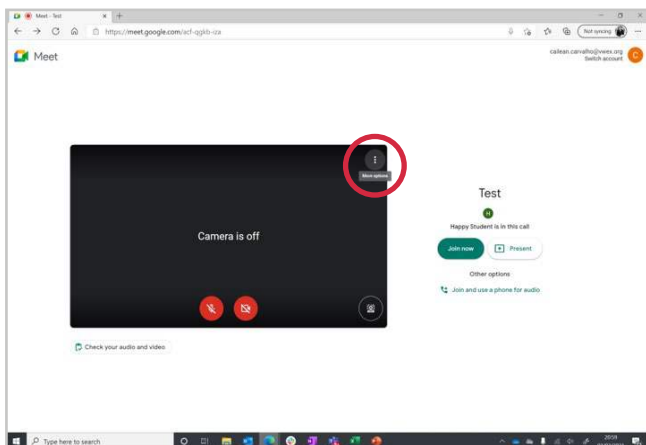 Meet - Test
https://meet.google.com/acf-qgkb-iza
Not syncing
Meet
cailean.carvalho@vwex.org
Switch account
C
More options
Camera is off
Test
H
Happy Student is in this call
Join now
Present
Other options
Join and use a phone for audio
Check your audio and video
Type here to search
20:59